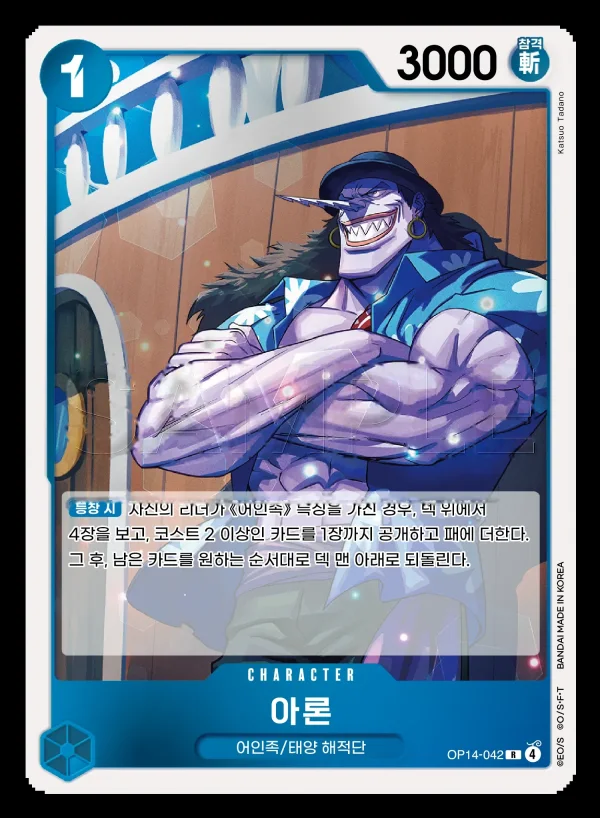 1
3000
참격
斬
Katsuo Tadano
SAMPLE
등장 시 자신의 리더가 《어인족》 특징을 가진 경우, 덱 위에서
4장을 보고, 코스트 2 이상인 카드를 1장까지 공개하고 패에 더한다.
그 후, 남은 카드를 원하는 순서대로 덱 맨 아래로 되돌린다.
CHARACTER
아론
어인족/태양 해적단
OP14-042 R 4
©EO/S ©O/S·F·T BANDAI MADE IN KOREA